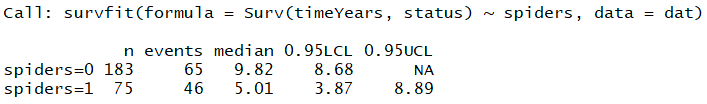 Call: survfit(formula = Surv(timeYears, status) ~ spiders, data = dat)
n events median 0.95LCL 0.95UCL
spiders=0 183 65 9.82 8.68 NA
spiders=1 75 46 5.01 3.87 8.89